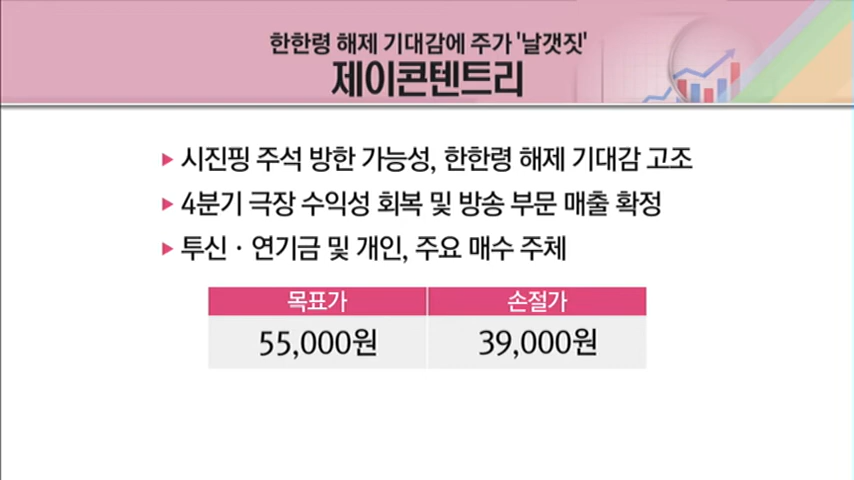 한한령 해제 기대감에 주가 '날갯짓'
제이콘텐트리
▶ 시진핑 주석 방한 가능성, 한한령 해제 기대감 고조
▶ 4분기 극장 수익성 회복 및 방송 부문 매출 확정
▶ 투신·연기금 및 개인, 주요 매수 주체
목표가 손절가
55,000원 39,000원